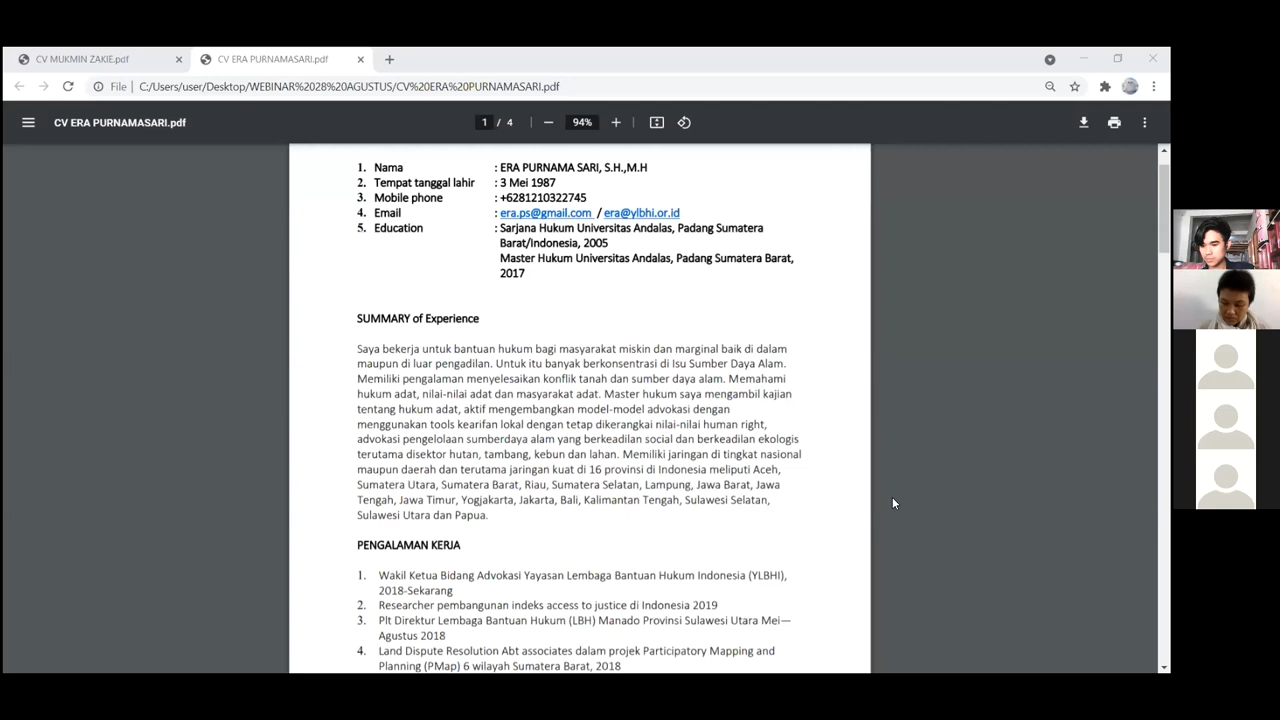 CV MUKMIN ZAKIE.pdf
CV ERA PURNAMASARI.pdf
File
C:/Users/user/Desktop/WEBINAR%2028%20AGUSTUS/CV%20ERA%20PURNAMASARI.pdf
CV ERA PURNAMASARI.pdf
1 / 4
94%
1. Nama : ERA PURNAMA SARI, S.H.,M.H
2. Tempat tanggal lahir : 3 Mei 1987
3. Mobile phone : +6281210322745
4. Email : era.ps@gmail.com / era@ylbhi.or.id
5. Education : Sarjana Hukum Universitas Andalas, Padang Sumatera
Barat/Indonesia, 2005
Master Hukum Universitas Andalas, Padang Sumatera Barat,
2017
SUMMARY of Experience
Saya bekerja untuk bantuan hukum bagi masyarakat miskin dan marginal baik di dalam
maupun di luar pengadilan. Untuk itu banyak berkonsentrasi di Isu Sumber Daya Alam.
Memiliki pengalaman menyelesaikan konflik tanah dan sumber daya alam. Memahami
hukum adat, nilai-nilai adat dan masyarakat adat. Master hukum saya mengambil kajian
tentang hukum adat, aktif mengembangkan model-model advokasi dengan
menggunakan tools kearifan lokal dengan tetap dikerangkai nilai-nilai human right,
advokasi pengelolaan sumberdaya alam yang berkeadilan social dan berkeadilan ekologis
terutama disektor hutan, tambang, kebun dan lahan. Memiliki jaringan di tingkat nasional
maupun daerah dan terutama jaringan kuat di 16 provinsi di Indonesia meliputi Aceh,
Sumatera Utara, Sumatera Barat, Riau, Sumatera Selatan, Lampung, Jawa Barat, Jawa
Tengah, Jawa Timur, Yogjakarta, Jakarta, Bali, Kalimantan Tengah, Sulawesi Selatan,
Sulawesi Utara dan Papua.
PENGALAMAN KERJA
1. Wakil Ketua Bidang Advokasi Yayasan Lembaga Bantuan Hukum Indonesia (YLBHI),
2018-Sekarang
2. Researcher pembangunan indeks access to justice di Indonesia 2019
3. Plt Direktur Lembaga Bantuan Hukum (LBH) Manado Provinsi Sulawesi Utara Mei—
Agustus 2018
4. Land Dispute Resolution Abt associates dalam projek Participatory Mapping and
Planning (PMap) 6 wilayah Sumatera Barat, 2018